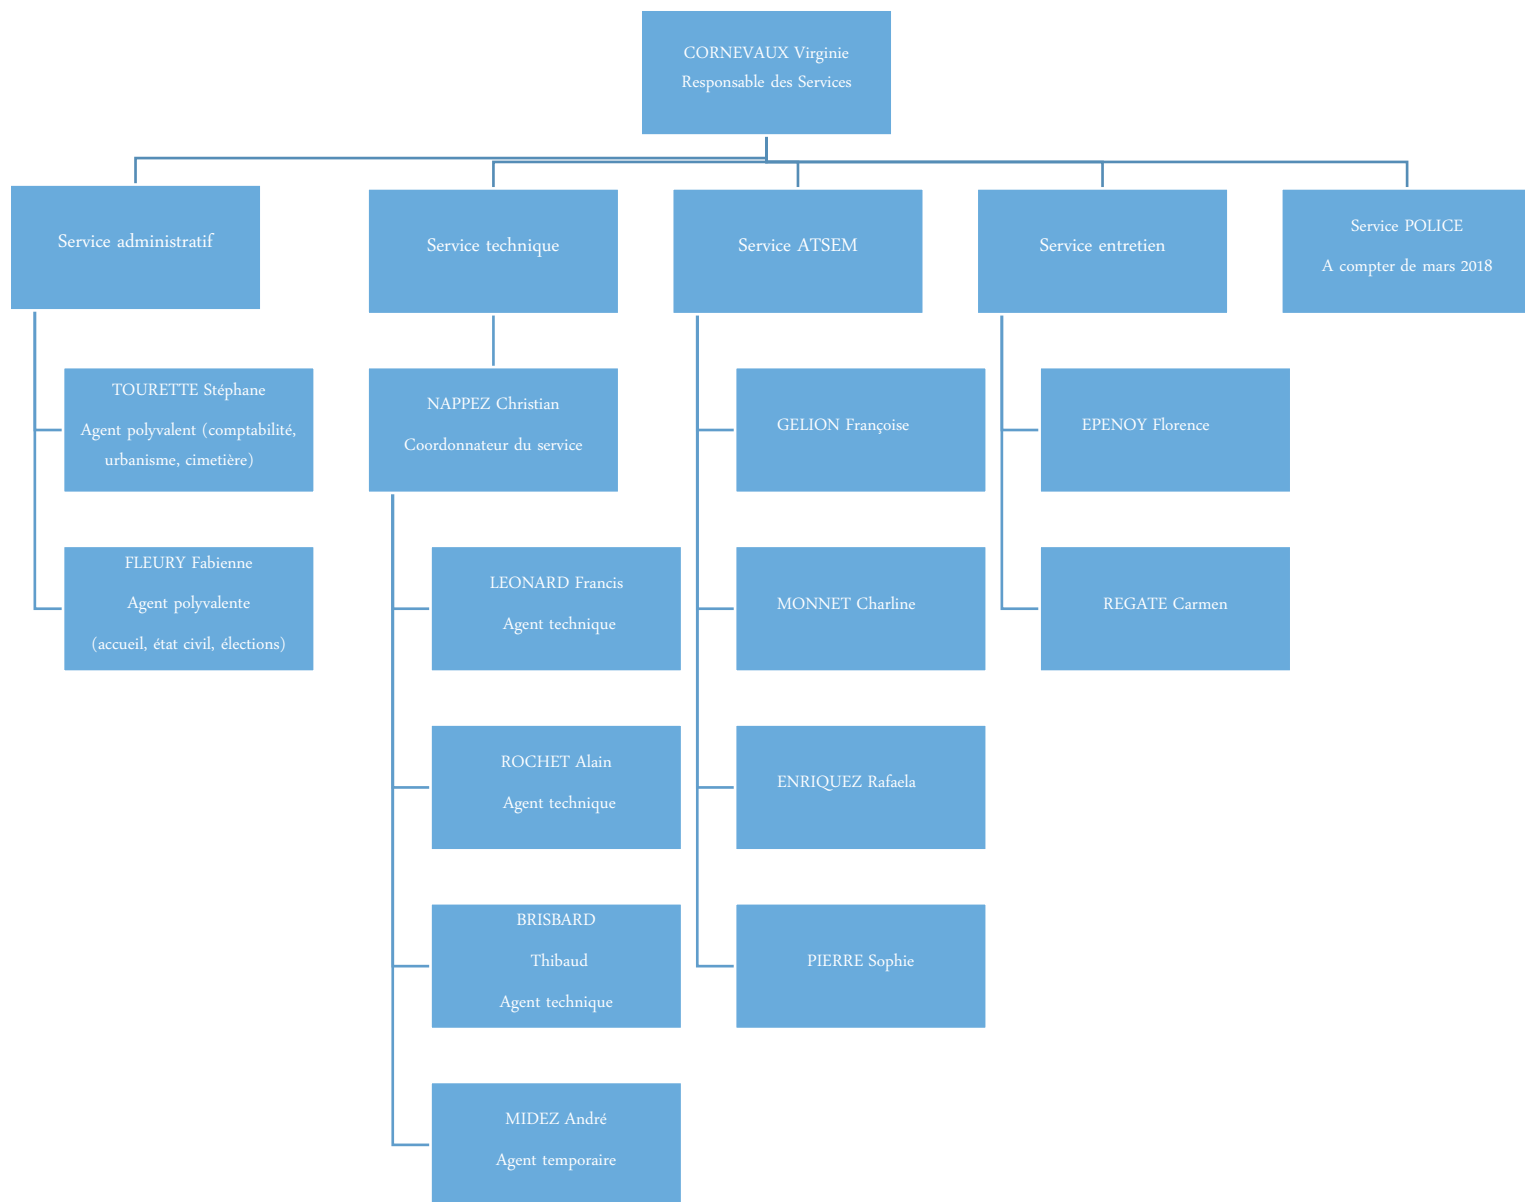 CORNEVAUX Virginie
Responsable des Services
Service administratif
Service technique
Service ATSEM
Service entretien
Service POLICE
A compter de mars 2018
TOURETTE Stéphane
Agent polyvalent (comptabilité,
urbanisme, cimetière)
NAPPEZ Christian
Coordonnateur du service
GELION Françoise
EPENOY Florence
FLEURY Fabienne
Agent polyvalente
(accueil, état civil, élections)
LEONARD Francis
Agent technique
MONNET Charline
REGATE Carmen
ROCHET Alain
Agent technique
ENRIQUEZ Rafaela
BRISBARD
Thibaud
Agent technique
PIERRE Sophie
MIDEZ André
Agent temporaire